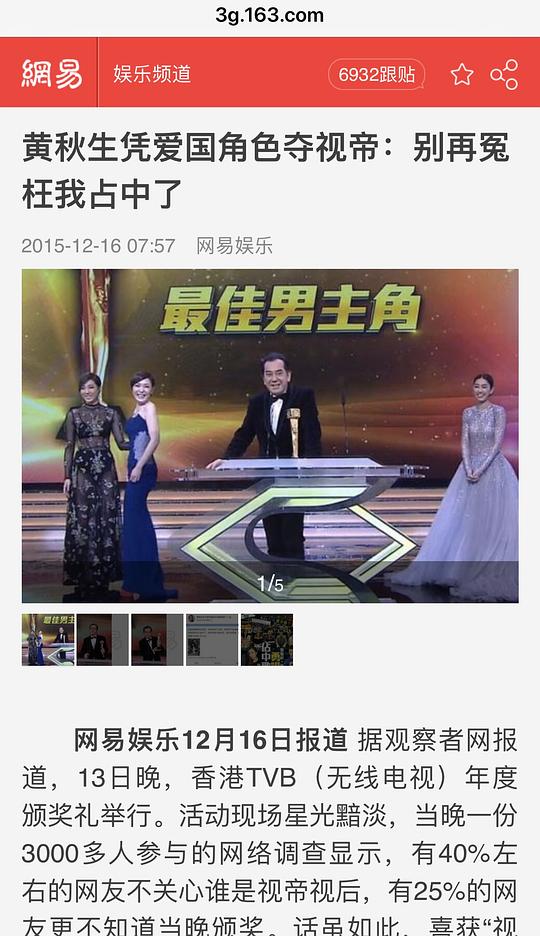 3g.163.com
網易 娱乐频道 6932跟贴
黄秋生凭爱国角色夺视帝：别再冤
枉我占中了
2015-12-16 07:57 网易娱乐
最佳男主角
1/5
最佳男主
网易娱乐12月16日报道 据观察者网报
道，13日晚，香港TVB（无线电视）年度
颁奖礼举行。活动现场星光黯淡，当晚一份
3000多人参与的网络调查显示，有40%左
右的网友不关心谁是视帝视后，有25%的网
友更不知道当晚颁奖。话虽如此，喜获“视